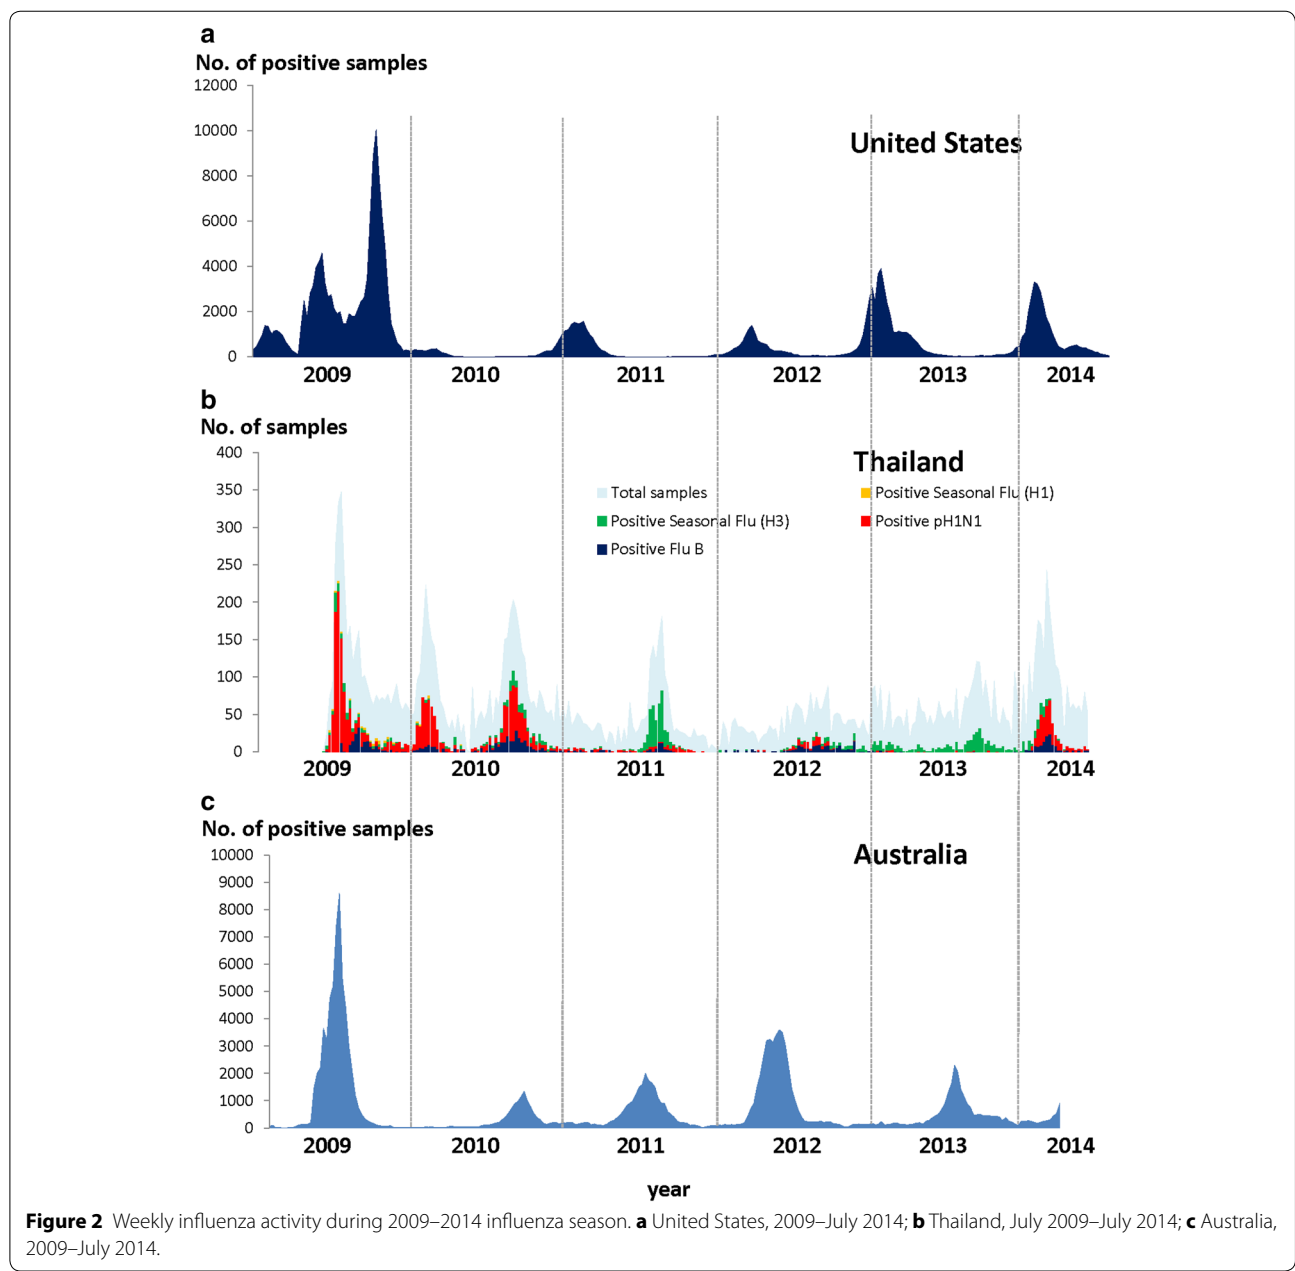 a
No. of positive samples
12000
10000
8000
6000
4000
2000
0
United States
2009 2010 2011 2012 2013 2014
b
No. of samples
400
350
300
250
200
150
100
50
0
Thailand
Total samples
Positive Seasonal Flu (H1)
Positive Seasonal Flu (H3)
Positive pH1N1
Positive Flu B
2009 2010 2011 2012 2013 2014
c
No. of positive samples
10000
9000
8000
7000
6000
5000
4000
3000
2000
1000
0
Australia
2009 2010 2011 2012 2013 2014
year
Figure 2 Weekly influenza activity during 2009–2014 influenza season. a United States, 2009–July 2014; b Thailand, July 2009–July 2014; c Australia,
2009–July 2014.